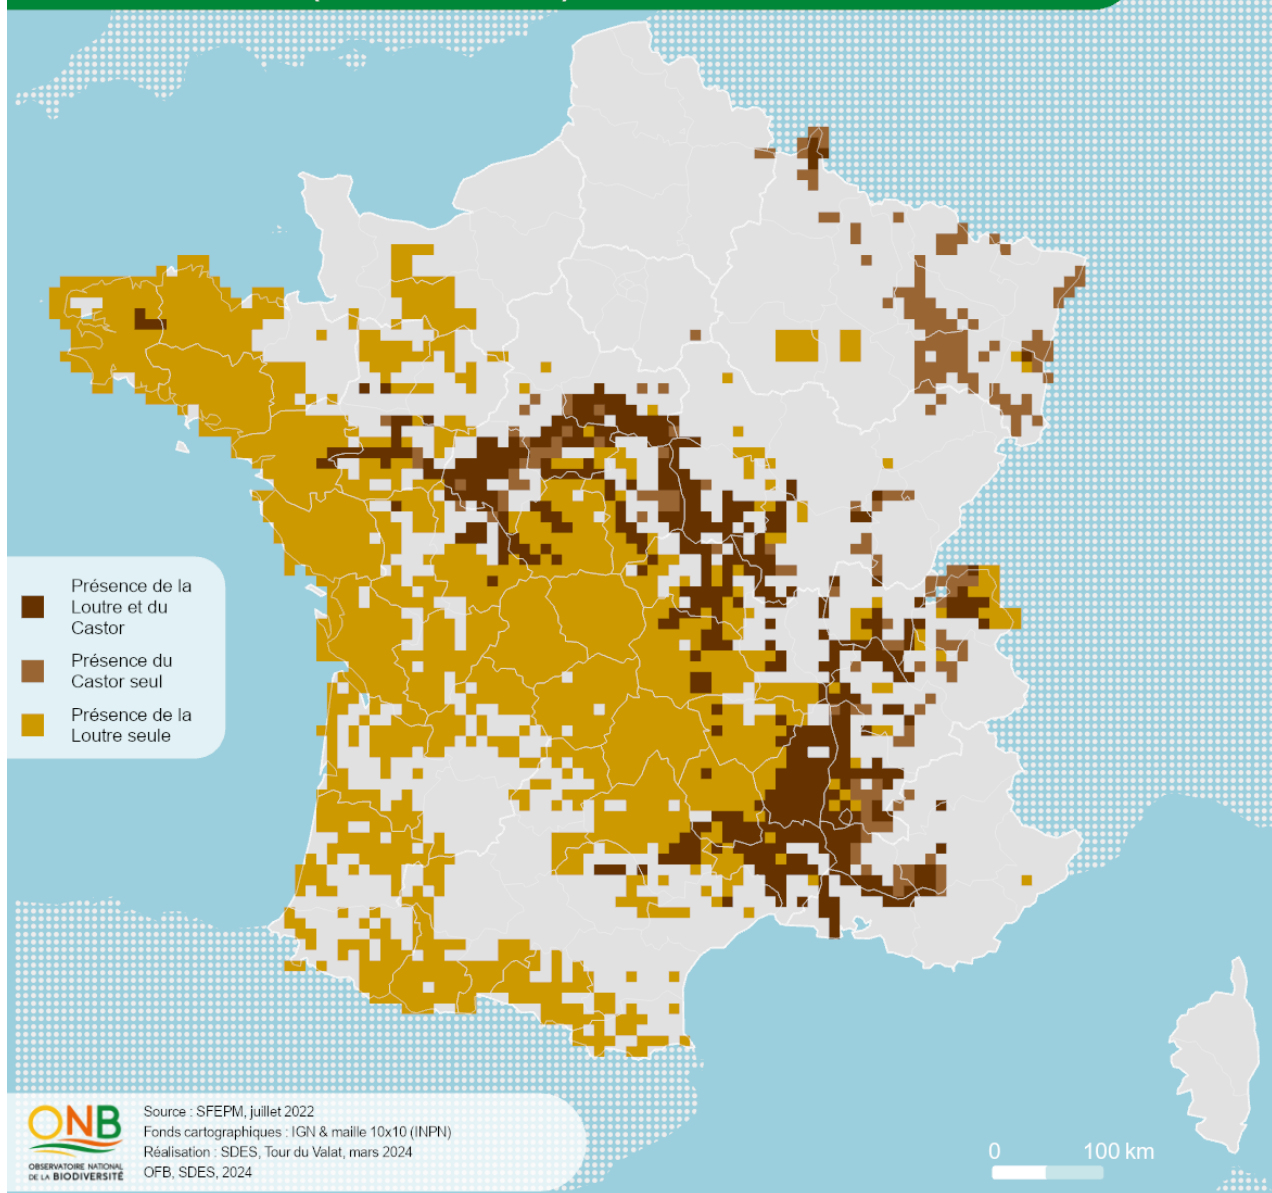 Présence de la
Loutre et du
Castor
Présence du
Castor seul
Présence de la
Loutre seule
ONB
OBSERVATOIRE NATIONAL
DE LA BIODIVERSITÉ
Source : SFEPM, juillet 2022
Fonds cartographiques : IGN & maille 10x10 (INPN)
Réalisation : SDES, Tour du Valat, mars 2024
OFB, SDES, 2024
0 100 km